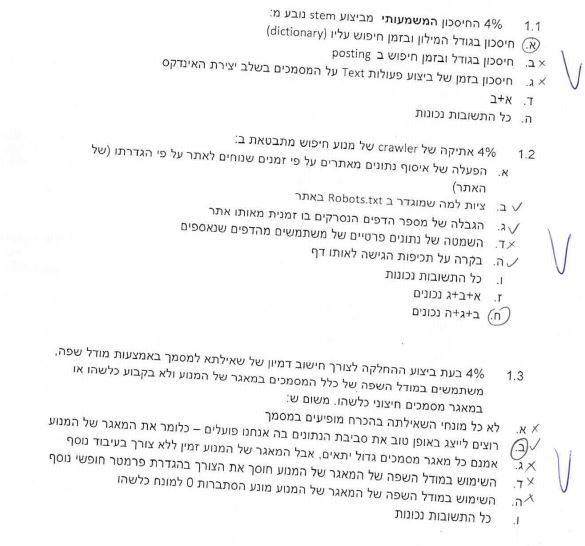 1.1 4% החיסכון המשמעותי מביצוע stem נובע מ:
א. חיסכון בגודל המילון ובזמן חיפוש עליו (dictionary)
ב. חיסכון בגודל ובזמן חיפוש ב posting
ג. חיסכון בזמן של ביצוע פעולות Text על המסמכים בשלב יצירת האינדקס
ד. א+ב
ה. כל התשובות נכונות
1.2 4% אתיקה של crawler של מנוע חיפוש מתבטאת ב:
א. הפעלה של איסוף נתונים מאתרים על פי זמנים שנוחים לאתר על פי הגדרתו (של
האתר)
ב. ציות למה שמוגדר ב Robots.txt באתר
ג. הגבלה של מספר הדפים הנסרקים בו זמנית מאותו אתר
ד. השמטה של נתונים פרטיים של משתמשים מהדפים שנאספים
ה. בקרה על תכיפות הגישה לאותו דף
ו. כל התשובות נכונות
ז. א+ב+ג נכונים
ח. ב+ג+ה נכונים
1.3 4% בעת ביצוע ההחלקה לצורך חישוב דמיון של שאילתא למסמך באמצעות מודל שפה,
משתמשים במודל השפה של כלל המסמכים במאגר של המנוע ולא בקבוע כלשהו או
במאגר מסמכים חיצוני כלשהו. משום ש:
א. לא כל מונחי השאילתה בהכרח מופיעים במסמך
ב. רוצים לייצג באופן טוב את סביבת הנתונים בה אנחנו פועלים – כלומר את המאגר של המנוע
ג. אמנם כל מאגר מסמכים גדול יתאים, אבל המאגר של המנוע זמין ללא צורך בעיבוד נוסף
ד. השימוש במודל השפה של המאגר של המנוע חוסך את הצורך בהגדרת פרמטר חופשי נוסף
ה. השימוש במודל השפה של המאגר של המנוע מונע הסתברות 0 למונח כלשהו
ו. כל התשובות נכונות